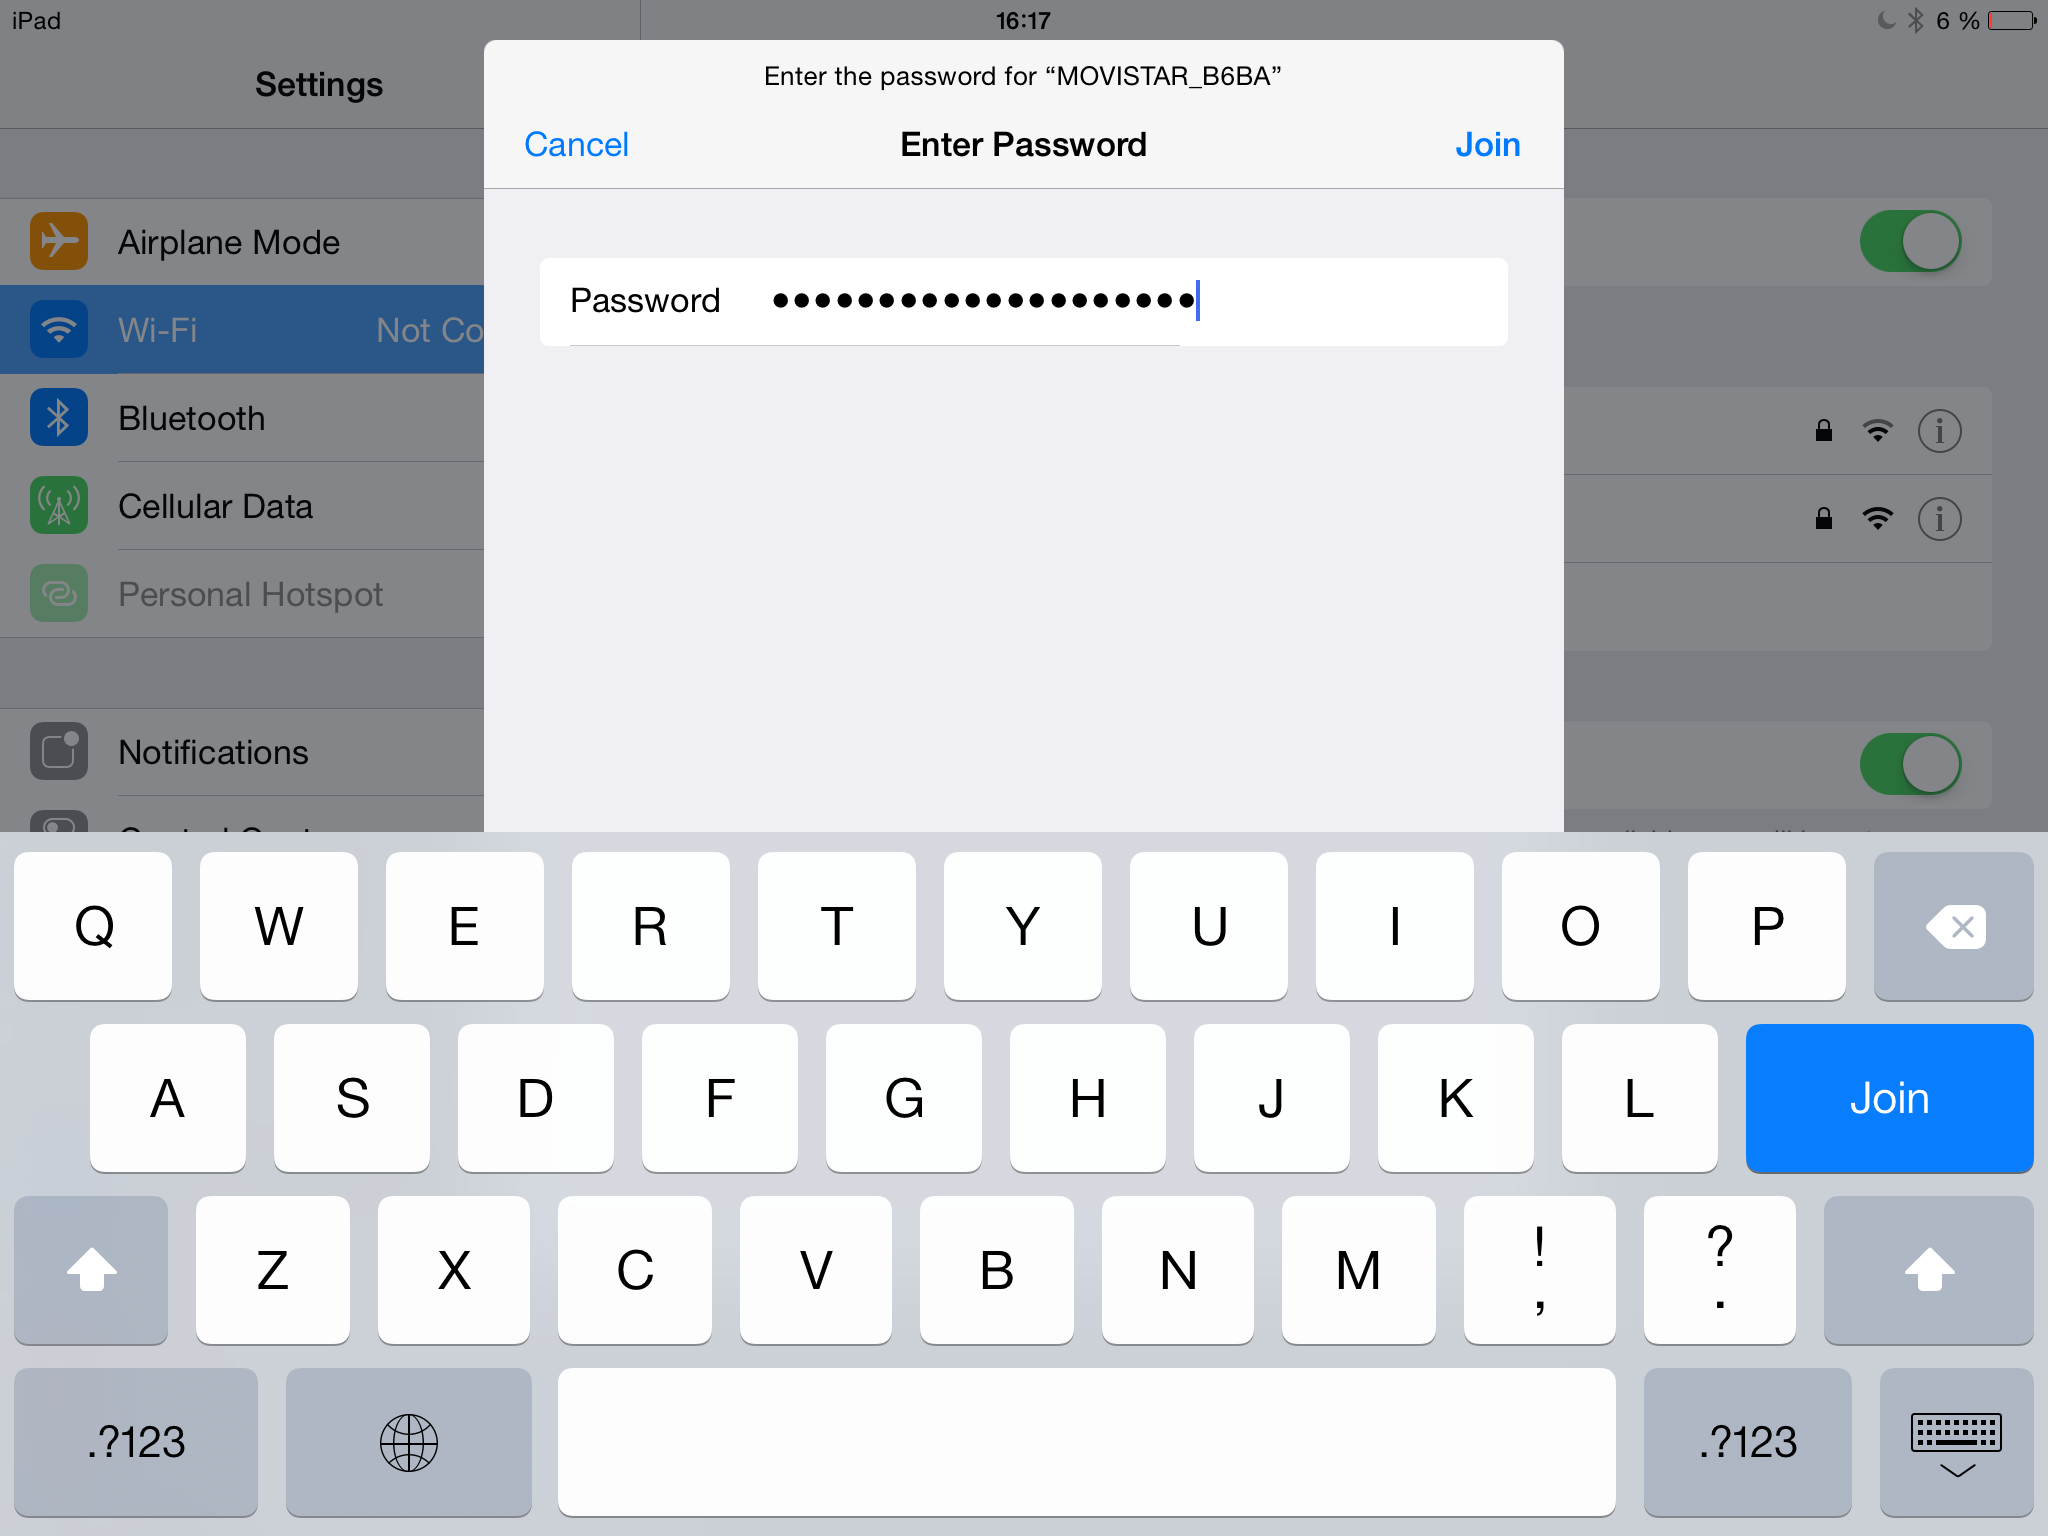 iPad
16:17
6 %
Settings
Enter the password for “MOVISTAR_B6BA”
Cancel
Enter Password
Join
Airplane Mode
Password
Wi-Fi
Not Co
Bluetooth
Cellular Data
Personal Hotspot
Notifications
Q W E R T Y U I O P
A S D F G H J K L Join
Z X C V B N M ! , ? .
.?123 .?123